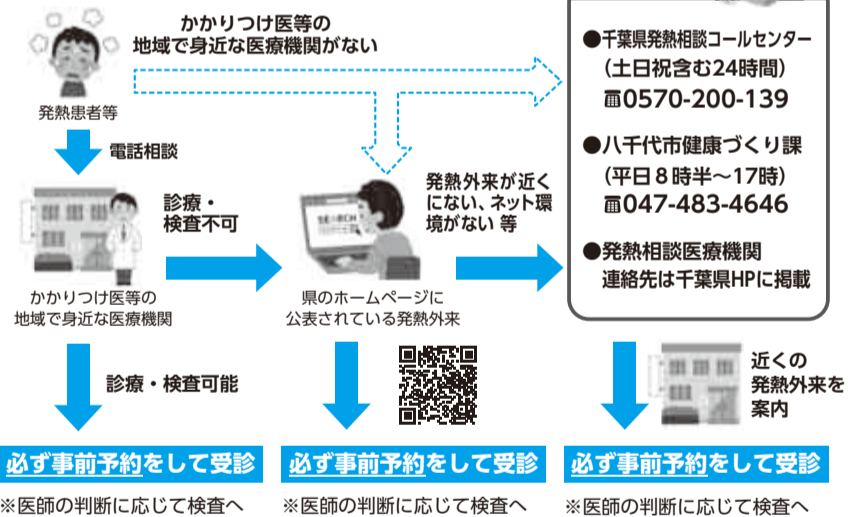 かかりつけ医等の
地域で身近な医療機関がない
発熱患者等
電話相談
診療・
検査不可
かかりつけ医等の
地域で身近な医療機関
診療・検査可能
必ず事前予約をして受診
※医師の判断に応じて検査へ
SEARCH
県のホームページに
公表されている発熱外来
発熱外来が近く
にない、ネット環
境がない 等
必ず事前予約をして受診
※医師の判断に応じて検査へ
●千葉県発熱相談コールセンター
(土日祝含む24時間)
☎0570-200-139
●八千代市健康づくり課
(平日8時半～17時)
☎047-483-4646
●発熱相談医療機関
連絡先は千葉県HPに掲載
近くの
発熱外来を
案内
必ず事前予約をして受診
※医師の判断に応じて検査へ